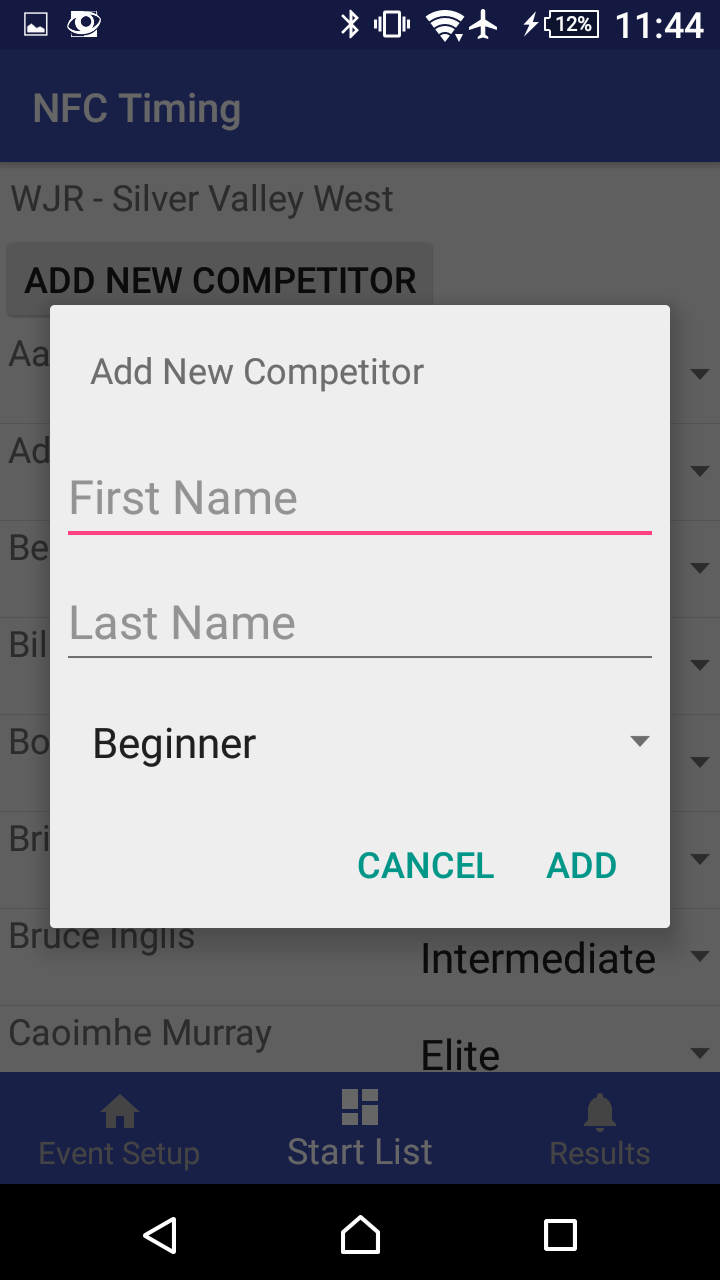 12% 11:44
NFC Timing
WJR - Silver Valley West
ADD NEW COMPETITOR
Aa
Add New Competitor
Ad
First Name
Be
Last Name
Bil
Bo
Beginner
Bri
CANCEL ADD
Bruce Inglis
Intermediate
Caoimhe Murray
Elite
Event Setup Start List Results